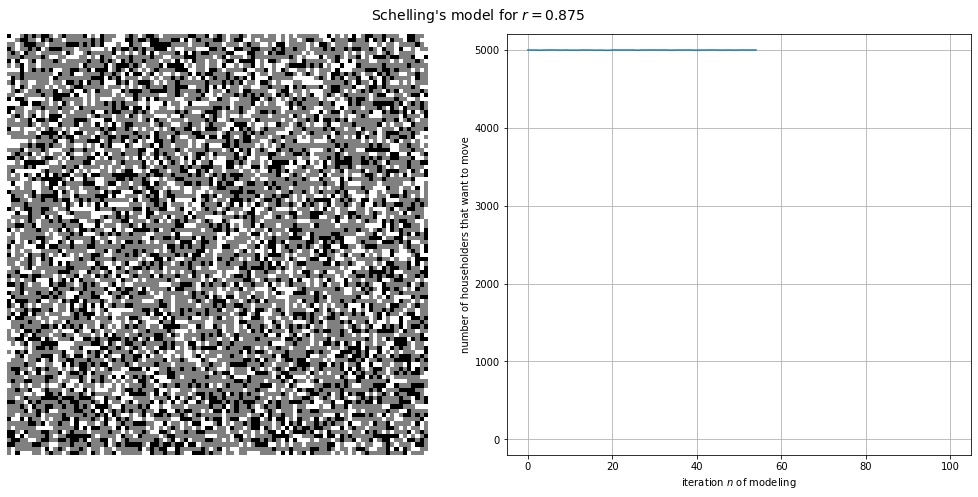 Schelling's model for r = 0.875
number of householders that want to move
5000
4000
3000
2000
1000
0
0 20 40 60 80 100
iteration n of modeling